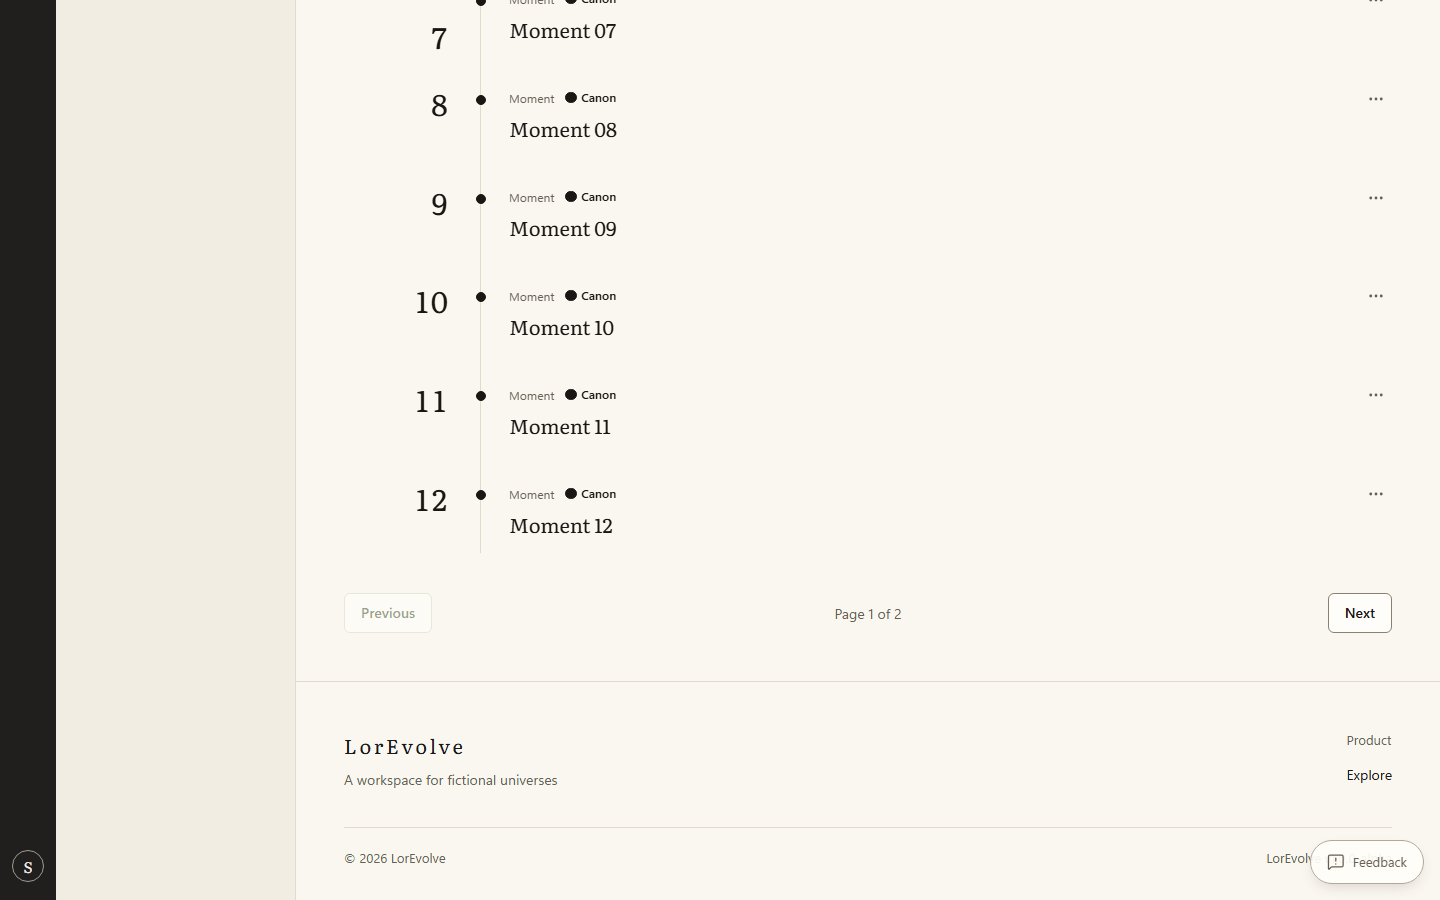 Moment Canon
7
Moment 07
8
Moment Canon
Moment 08
9
Moment Canon
Moment 09
10
Moment Canon
Moment 10
11
Moment Canon
Moment 11
12
Moment Canon
Moment 12
Previous
Page 1 of 2
Next
LorEvolve
A workspace for fictional universes
Product
Explore
© 2026 LorEvolve
Feedback
S